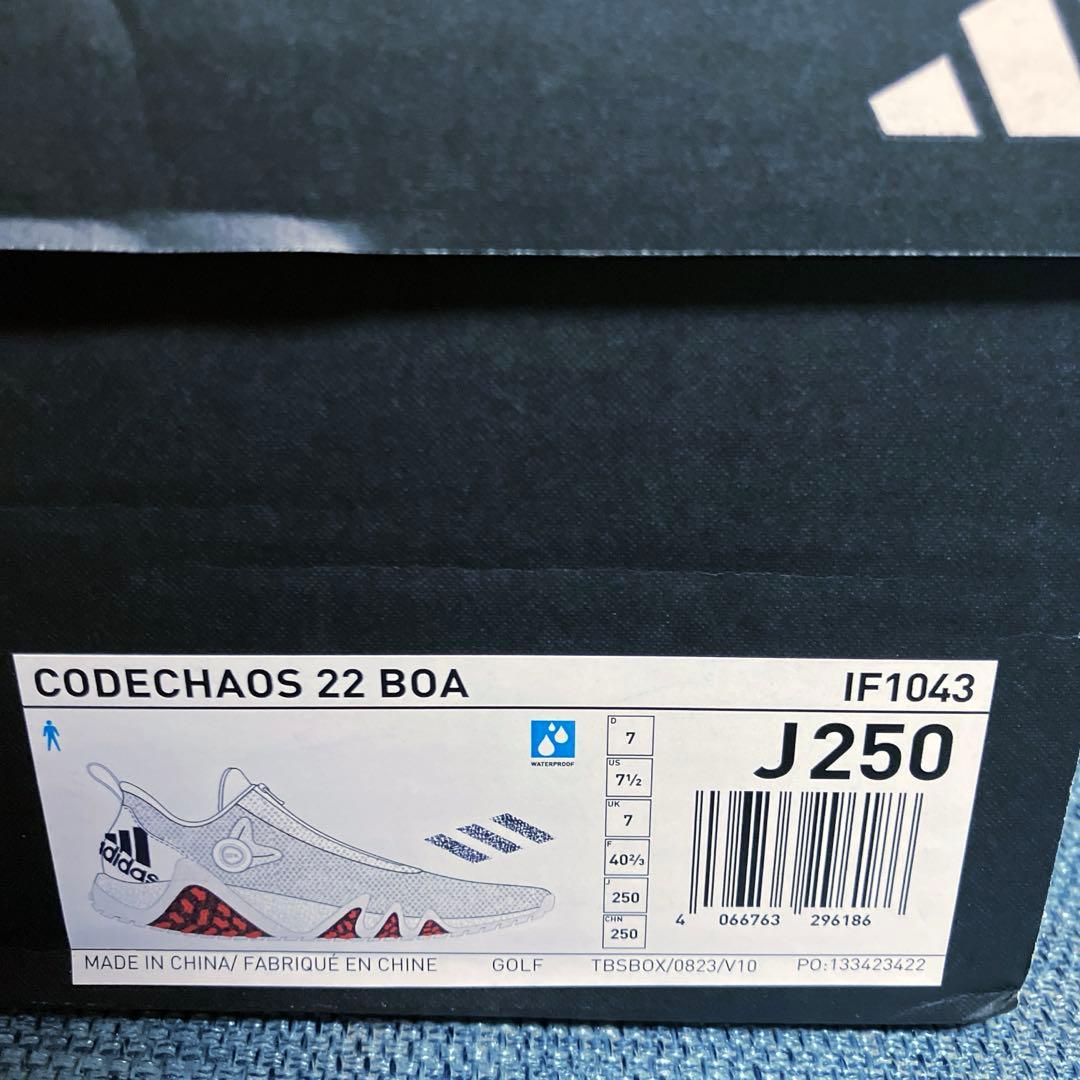 CODECHAOS 22 BOA IF1043
J250
WATERPROOF
D 7
US 7½
UK 7
F 40⅔
J 250
CHN 250
adidas
4 066763 296186
MADE IN CHINA/ FABRIQUÉ EN CHINE GOLF TBSBOX/0823/V10 PO:133423422